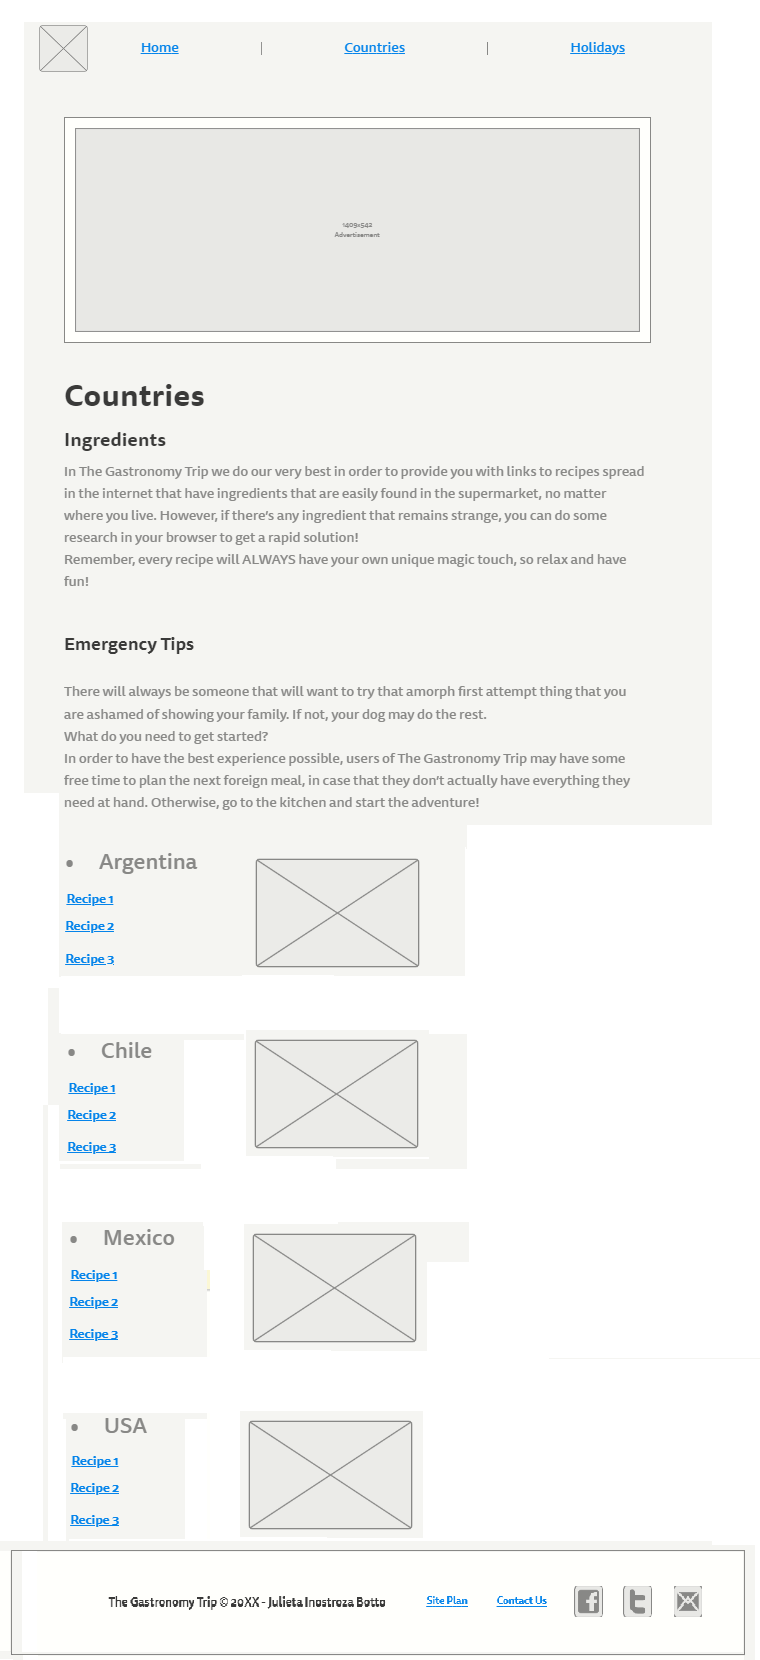 Home | Countries | Holidays
1409x542
Advertisement
Countries
Ingredients
In The Gastronomy Trip we do our very best in order to provide you with links to recipes spread
in the internet that have ingredients that are easily found in the supermarket, no matter
where you live. However, if there's any ingredient that remains strange, you can do some
research in your browser to get a rapid solution!
Remember, every recipe will ALWAYS have your own unique magic touch, so relax and have
fun!
Emergency Tips
There will always be someone that will want to try that amorph first attempt thing that you
are ashamed of showing your family. If not, your dog may do the rest.
What do you need to get started?
In order to have the best experience possible, users of The Gastronomy Trip may have some
free time to plan the next foreign meal, in case that they don't actually have everything they
need at hand. Otherwise, go to the kitchen and start the adventure!
• Argentina
Recipe 1
Recipe 2
Recipe 3
• Chile
Recipe 1
Recipe 2
Recipe 3
• Mexico
Recipe 1
Recipe 2
Recipe 3
• USA
Recipe 1
Recipe 2
Recipe 3
The Gastronomy Trip © 20XX - Julieta Inostroza Botto Site Plan Contact Us